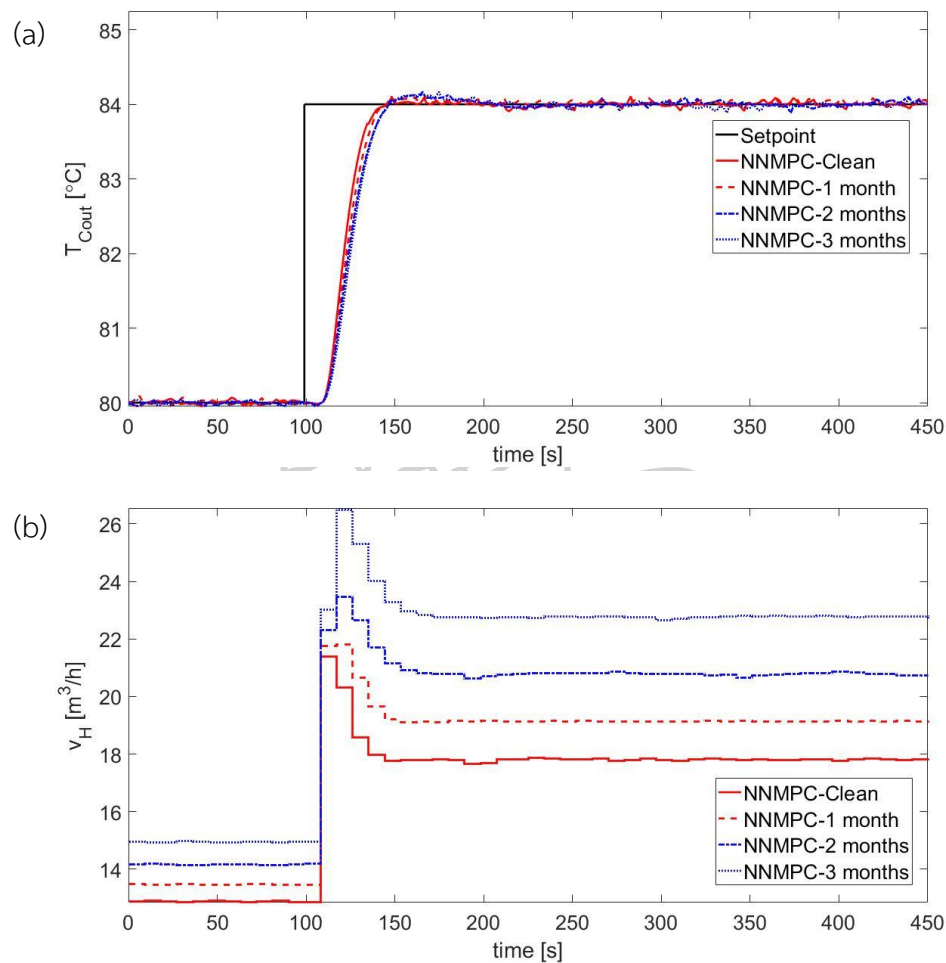 (a)
85
84
83
82
81
80
T_Cout [°C]
Setpoint
NNMPC-Clean
NNMPC-1 month
NNMPC-2 months
NNMPC-3 months
0 50 100 150 200 250 300 350 400 450
time [s]
(b)
26
24
22
20
18
16
14
v_H [m³/h]
NNMPC-Clean
NNMPC-1 month
NNMPC-2 months
NNMPC-3 months
0 50 100 150 200 250 300 350 400 450
time [s]